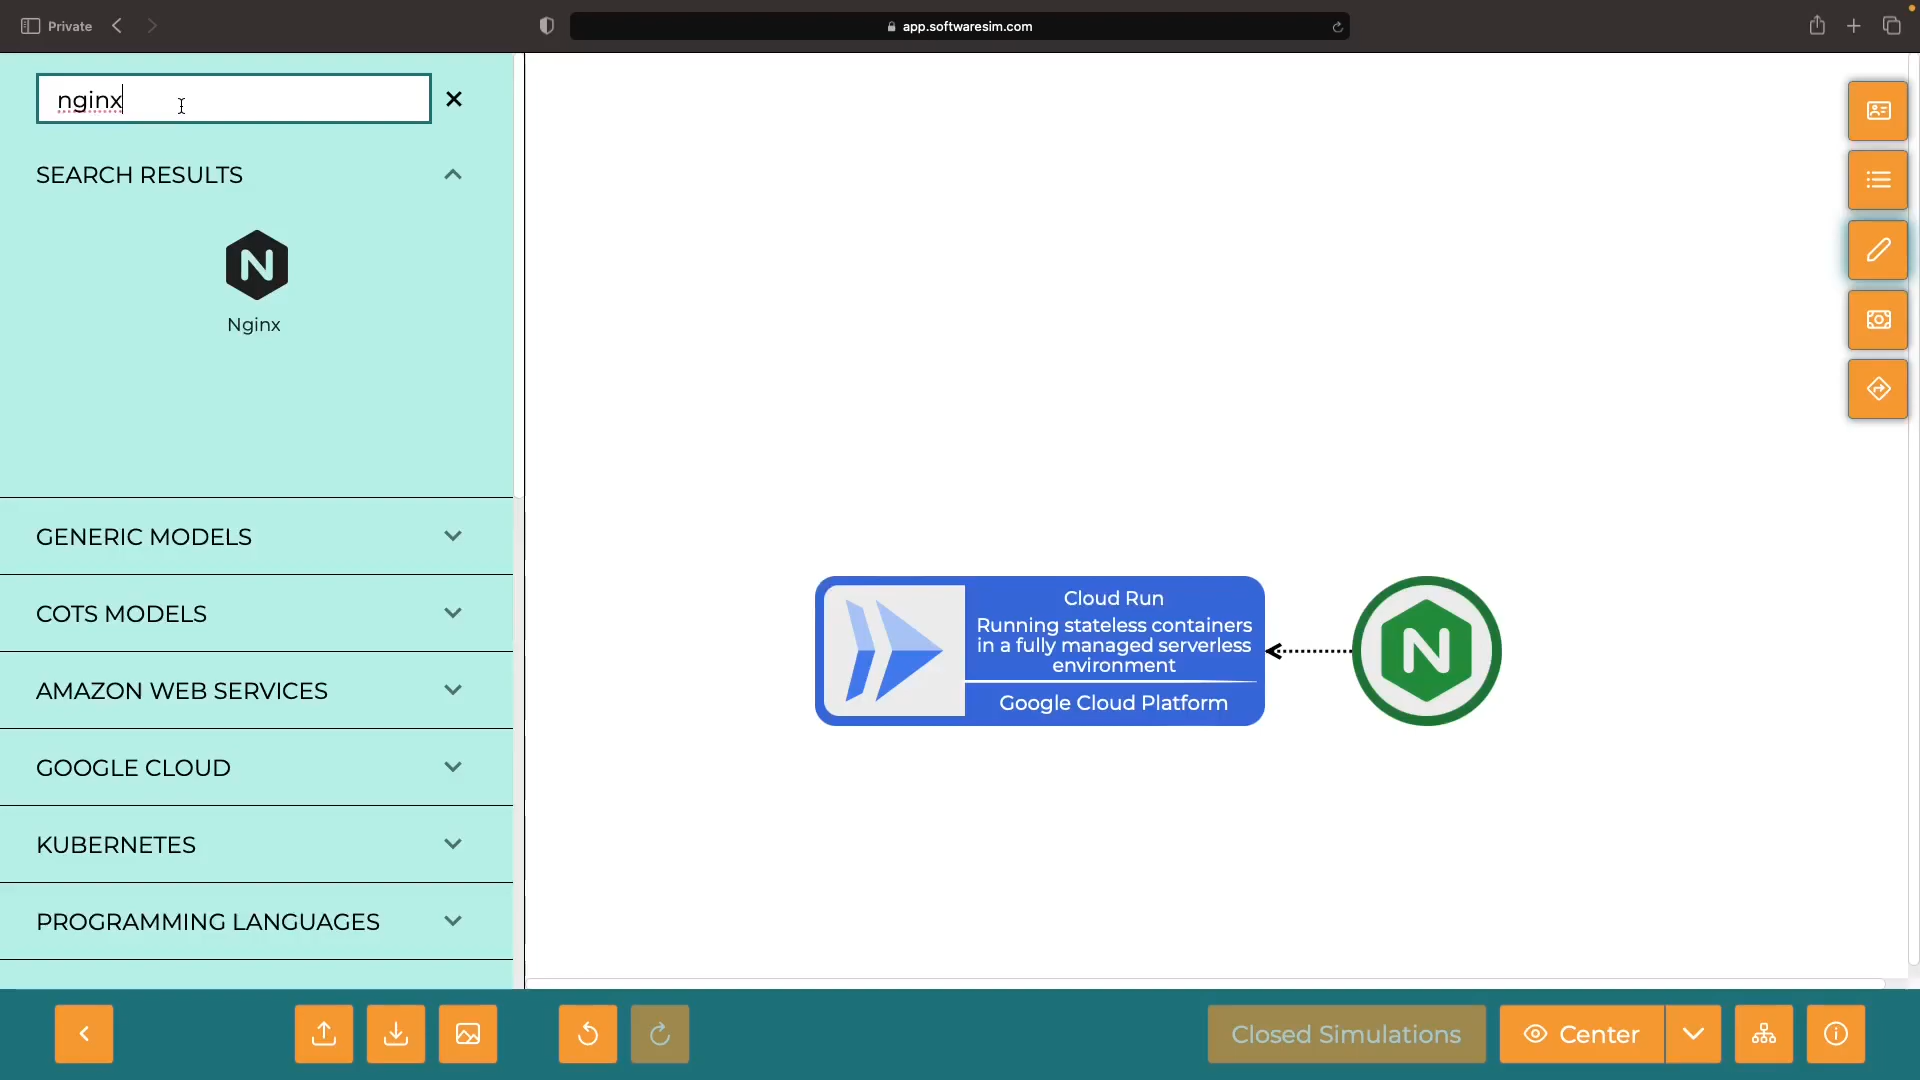 Private
app.softwaresim.com
nginx
SEARCH RESULTS
N
Nginx
GENERIC MODELS
COTS MODELS
AMAZON WEB SERVICES
GOOGLE CLOUD
KUBERNETES
PROGRAMMING LANGUAGES
Cloud Run
Running stateless containers
in a fully managed serverless
environment
Google Cloud Platform
N
Closed Simulations
Center